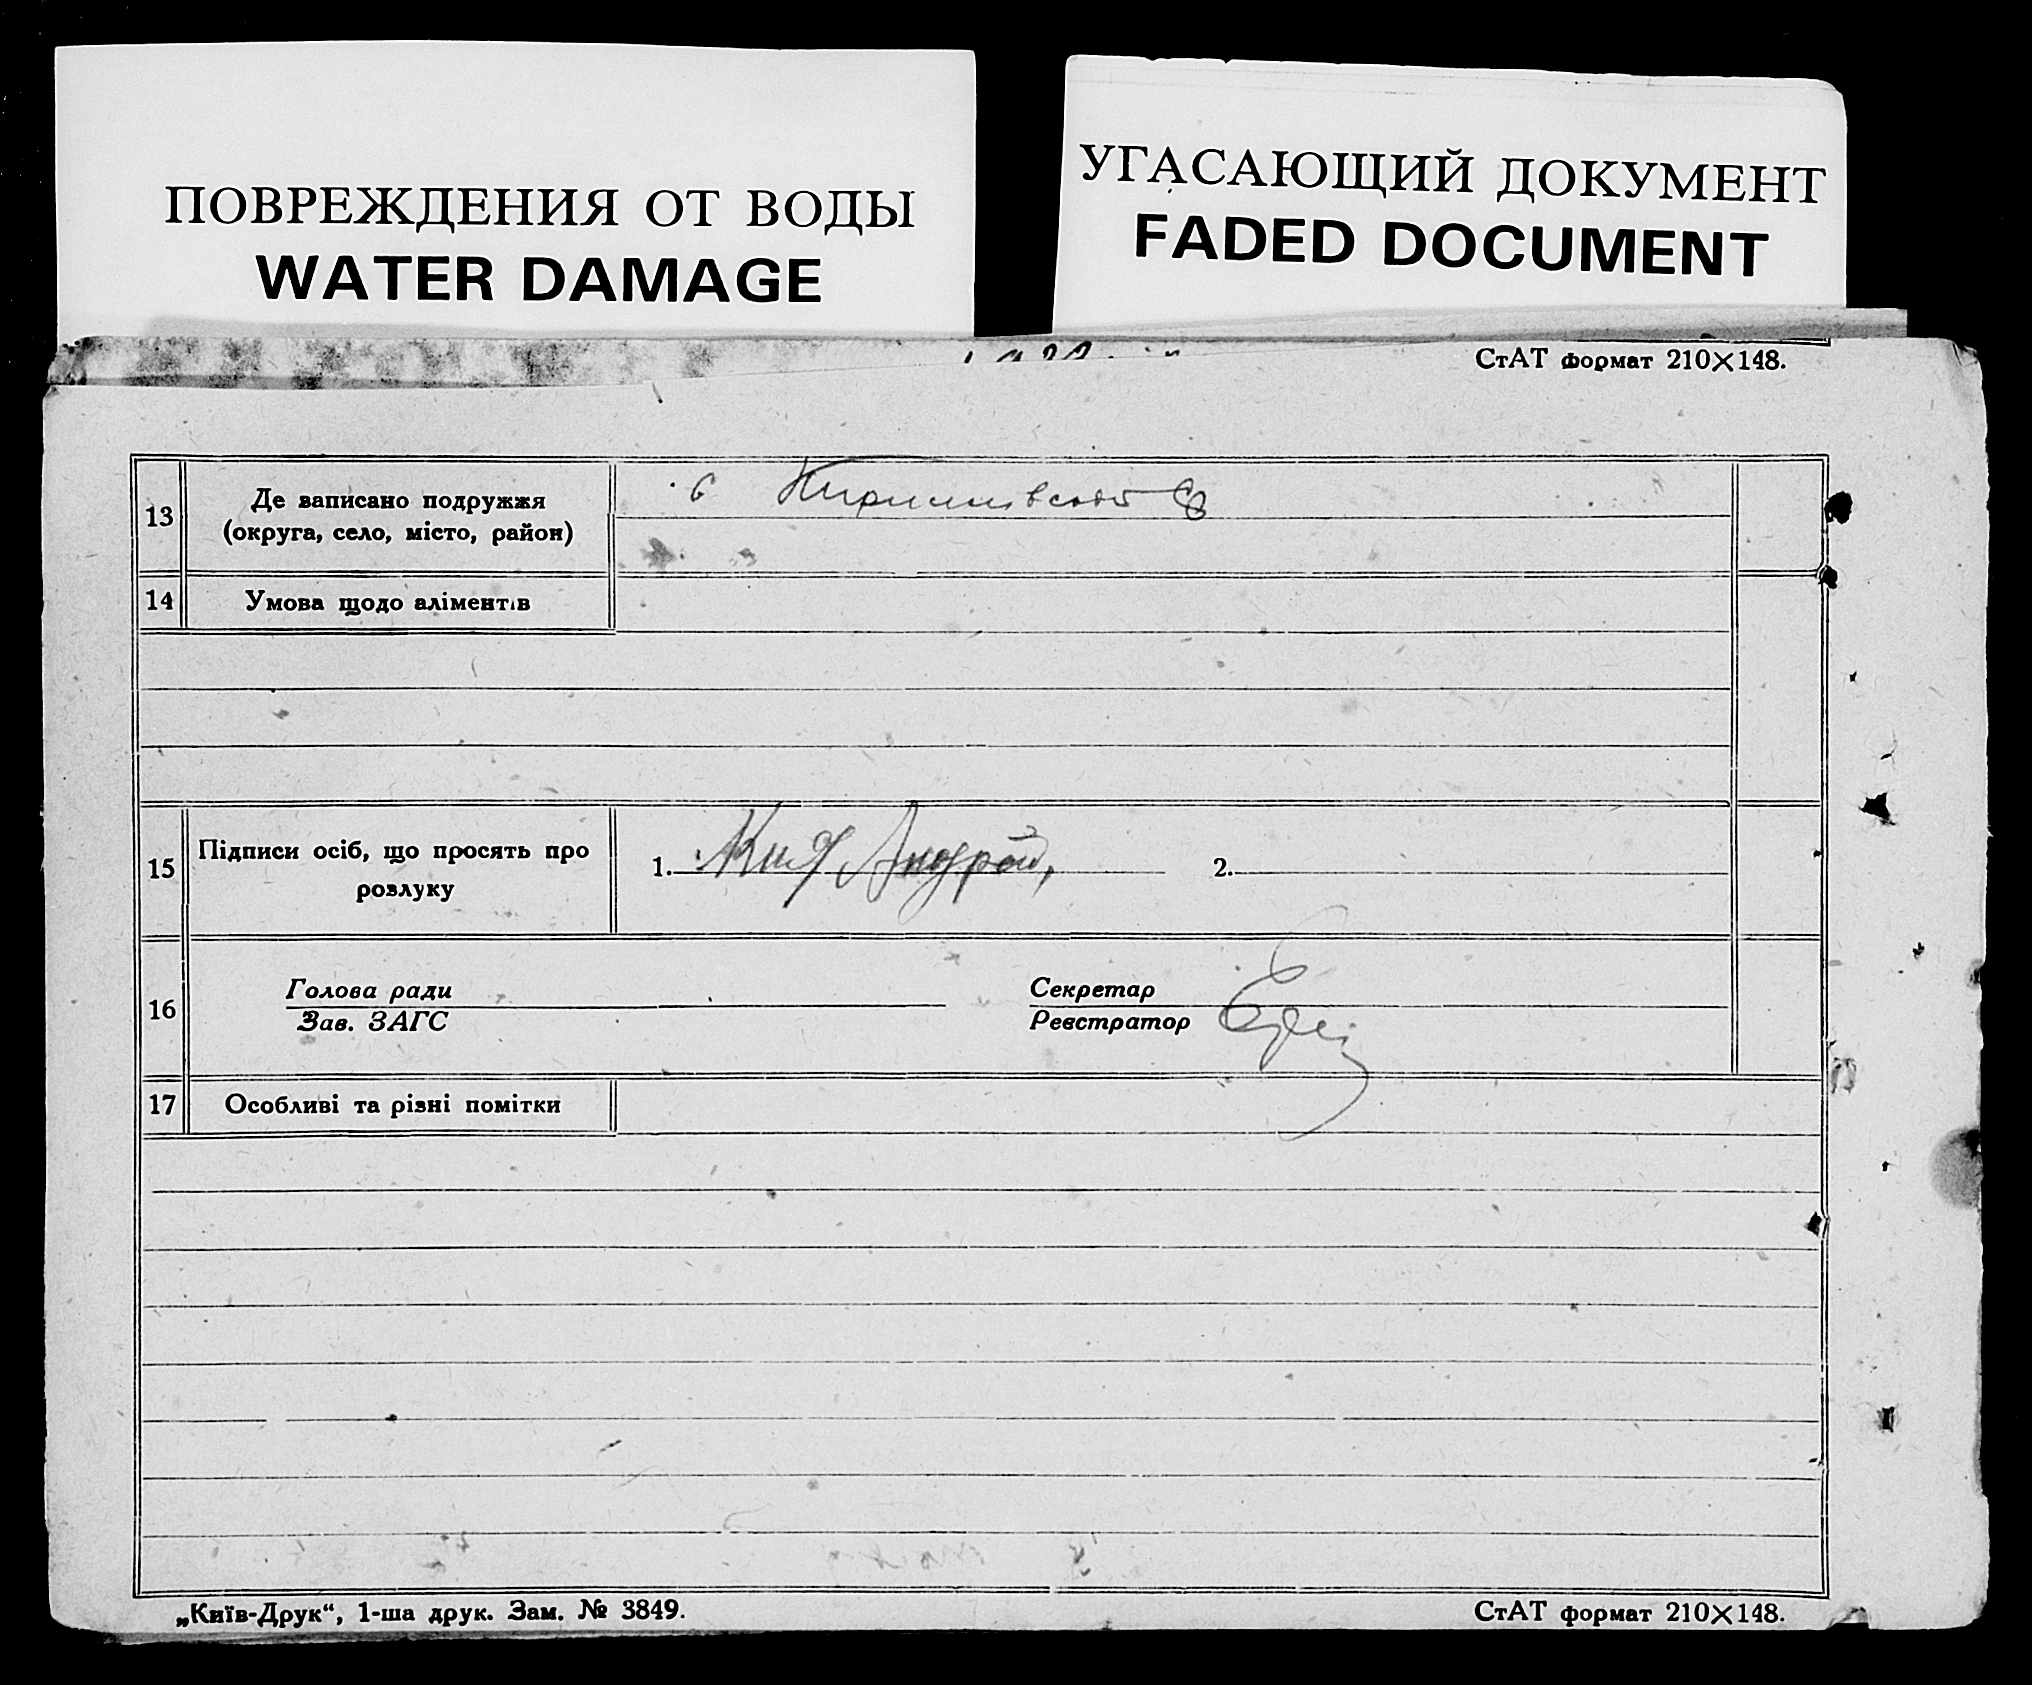 ПОВРЕЖДЕНИЯ ОТ ВОДЫ
WATER DAMAGE
УГАСАЮЩИЙ ДОКУМЕНТ
FADED DOCUMENT
СтАТ формат 210×148.
13
Де записано подружжя
(округа, село, місто, район)
14
Умова щодо аліментів
15
Підписи осіб, що просять про
розлуку
1.
Андрей
2.
16
Голова ради
Зав. ЗАГС
Секретар
Реєстратор
17
Особливі та різні помітки
„Київ-Друк“, 1-ша друк. Зам. № 3849.
СтАТ формат 210×148.